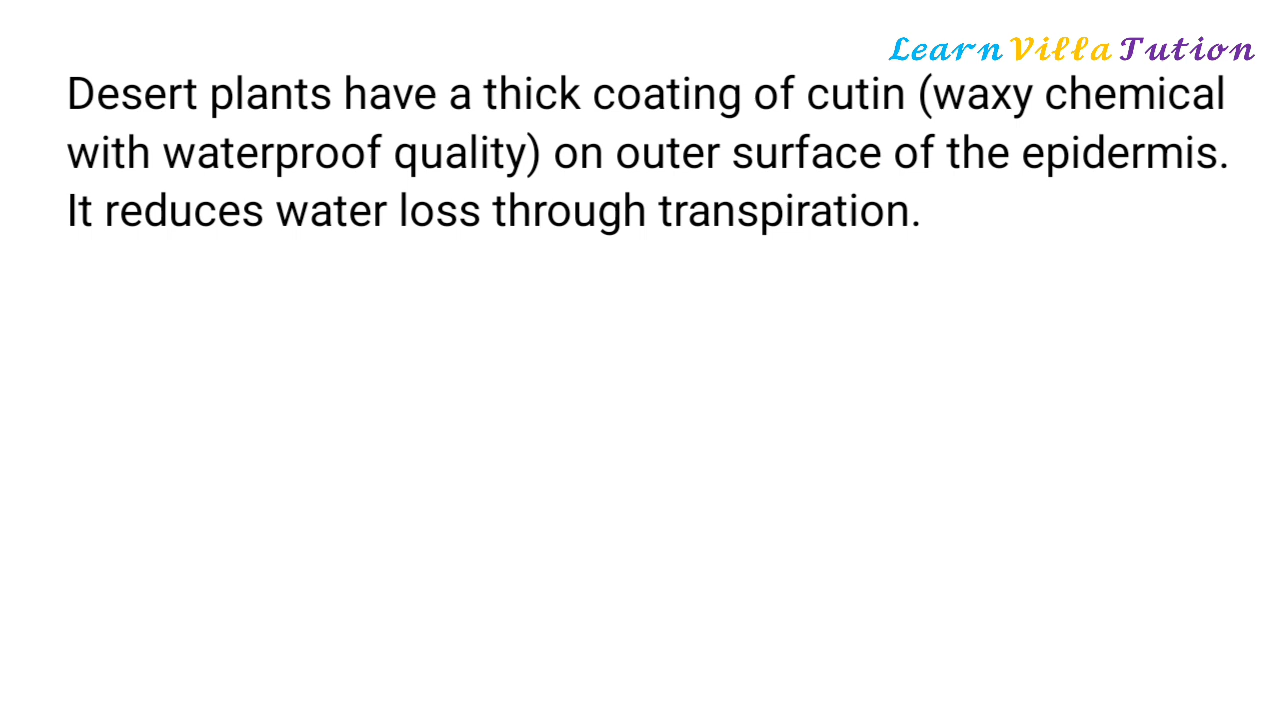 Learn Villa Tution
Desert plants have a thick coating of cutin (waxy chemical
with waterproof quality) on outer surface of the epidermis.
It reduces water loss through transpiration.